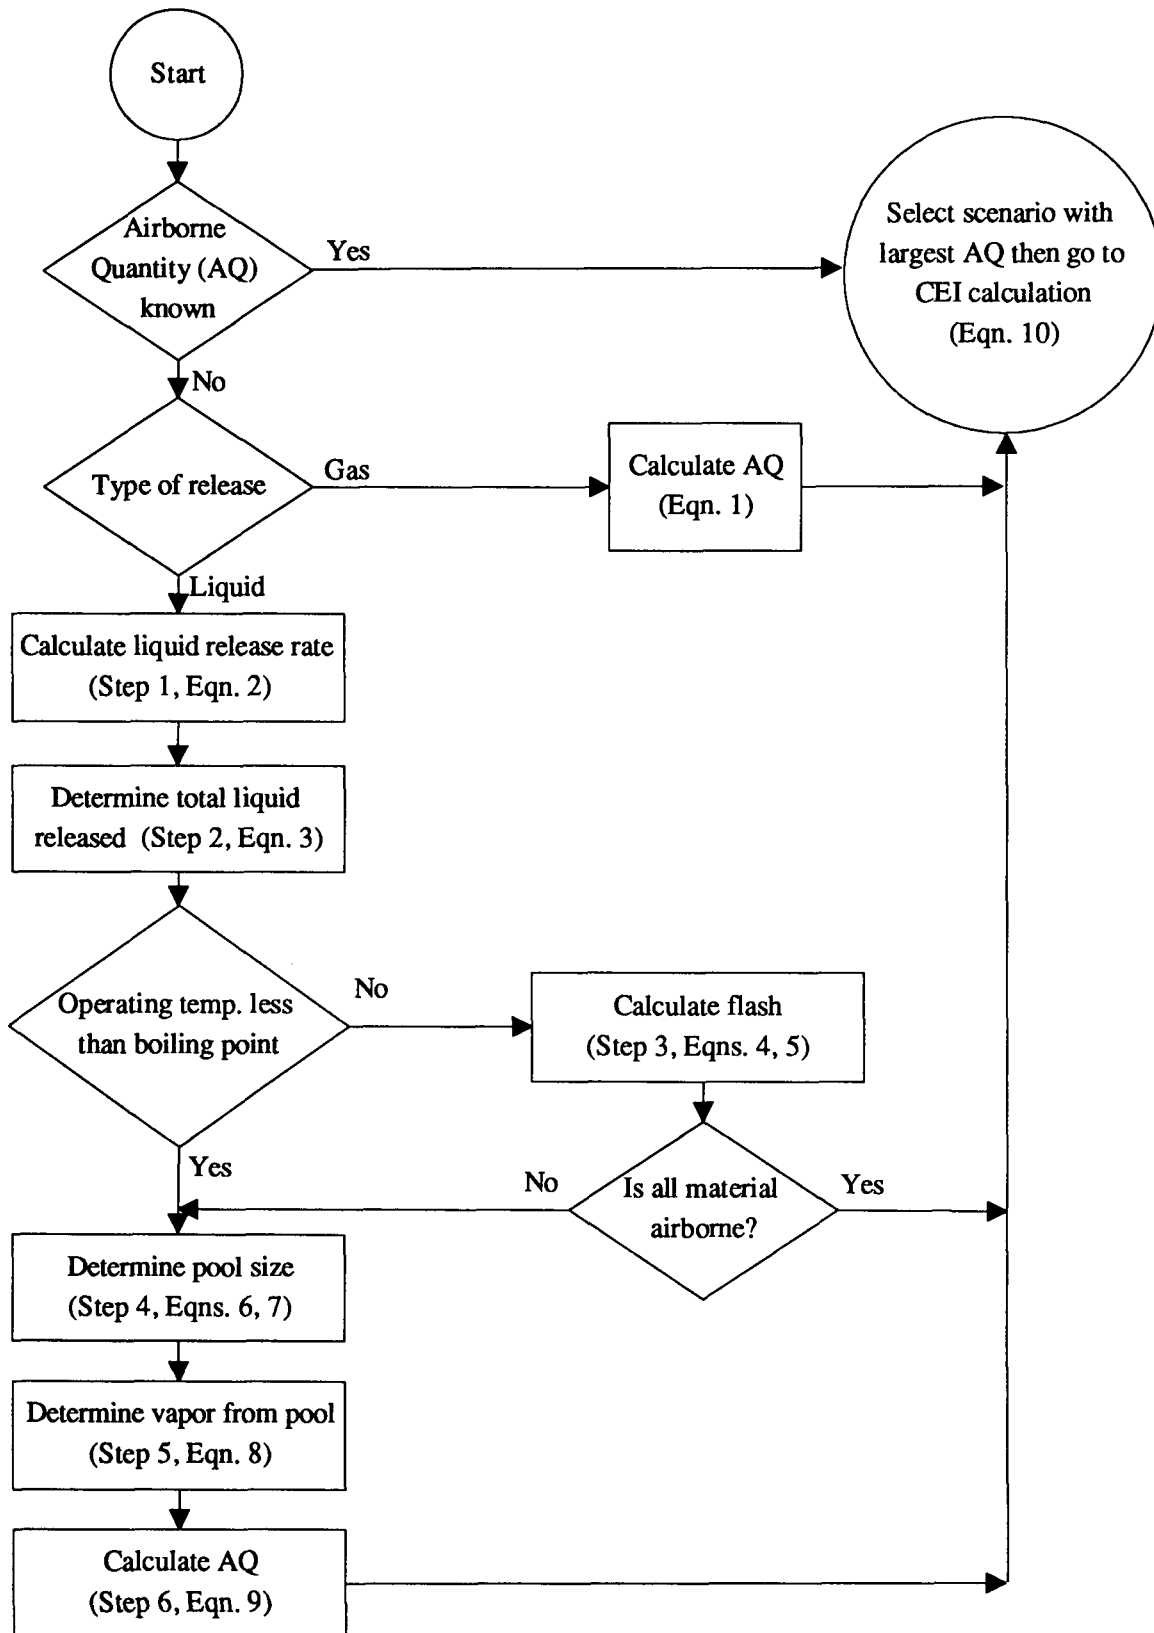 Start
Airborne
Quantity (AQ)
known
Yes
Select scenario with
largest AQ then go to
CEI calculation
(Eqn. 10)
No
Type of release
Gas
Calculate AQ
(Eqn. 1)
Liquid
Calculate liquid release rate
(Step 1, Eqn. 2)
Determine total liquid
released (Step 2, Eqn. 3)
Operating temp. less
than boiling point
No
Calculate flash
(Step 3, Eqns. 4, 5)
Yes
No
Is all material
airborne?
Yes
Determine pool size
(Step 4, Eqns. 6, 7)
Determine vapor from pool
(Step 5, Eqn. 8)
Calculate AQ
(Step 6, Eqn. 9)